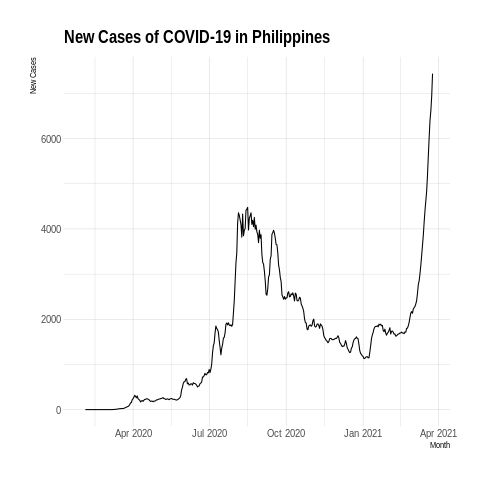 New Cases of COVID-19 in Philippines
New Cases
6000
4000
2000
0
Apr 2020 Jul 2020 Oct 2020 Jan 2021 Apr 2021
Month